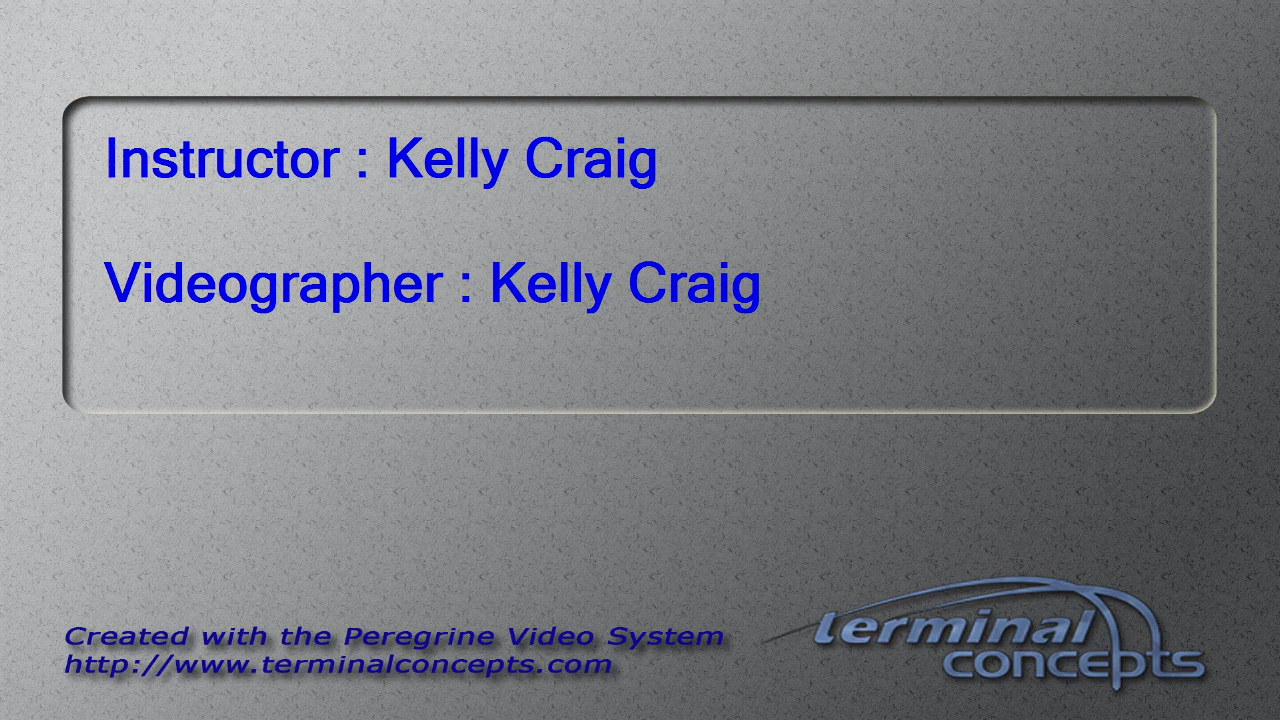 Instructor : Kelly Craig
Videographer : Kelly Craig
Created with the Peregrine Video System
http://www.terminalconcepts.com
terminal
concepts